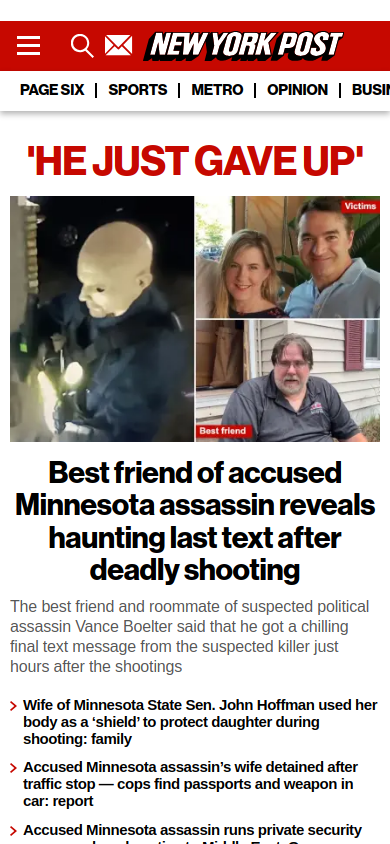 NEW YORK POST
PAGE SIX
SPORTS
METRO
OPINION
'HE JUST GAVE UP'
Victims
Best friend
Best friend of accused
Minnesota assassin reveals
haunting last text after
deadly shooting
The best friend and roommate of suspected political
assassin Vance Boelter said that he got a chilling
final text message from the suspected killer just
hours after the shootings
Wife of Minnesota State Sen. John Hoffman used her
body as a ‘shield’ to protect daughter during
shooting: family
Accused Minnesota assassin’s wife detained after
traffic stop — cops find passports and weapon in
car: report
Accused Minnesota assassin runs private security